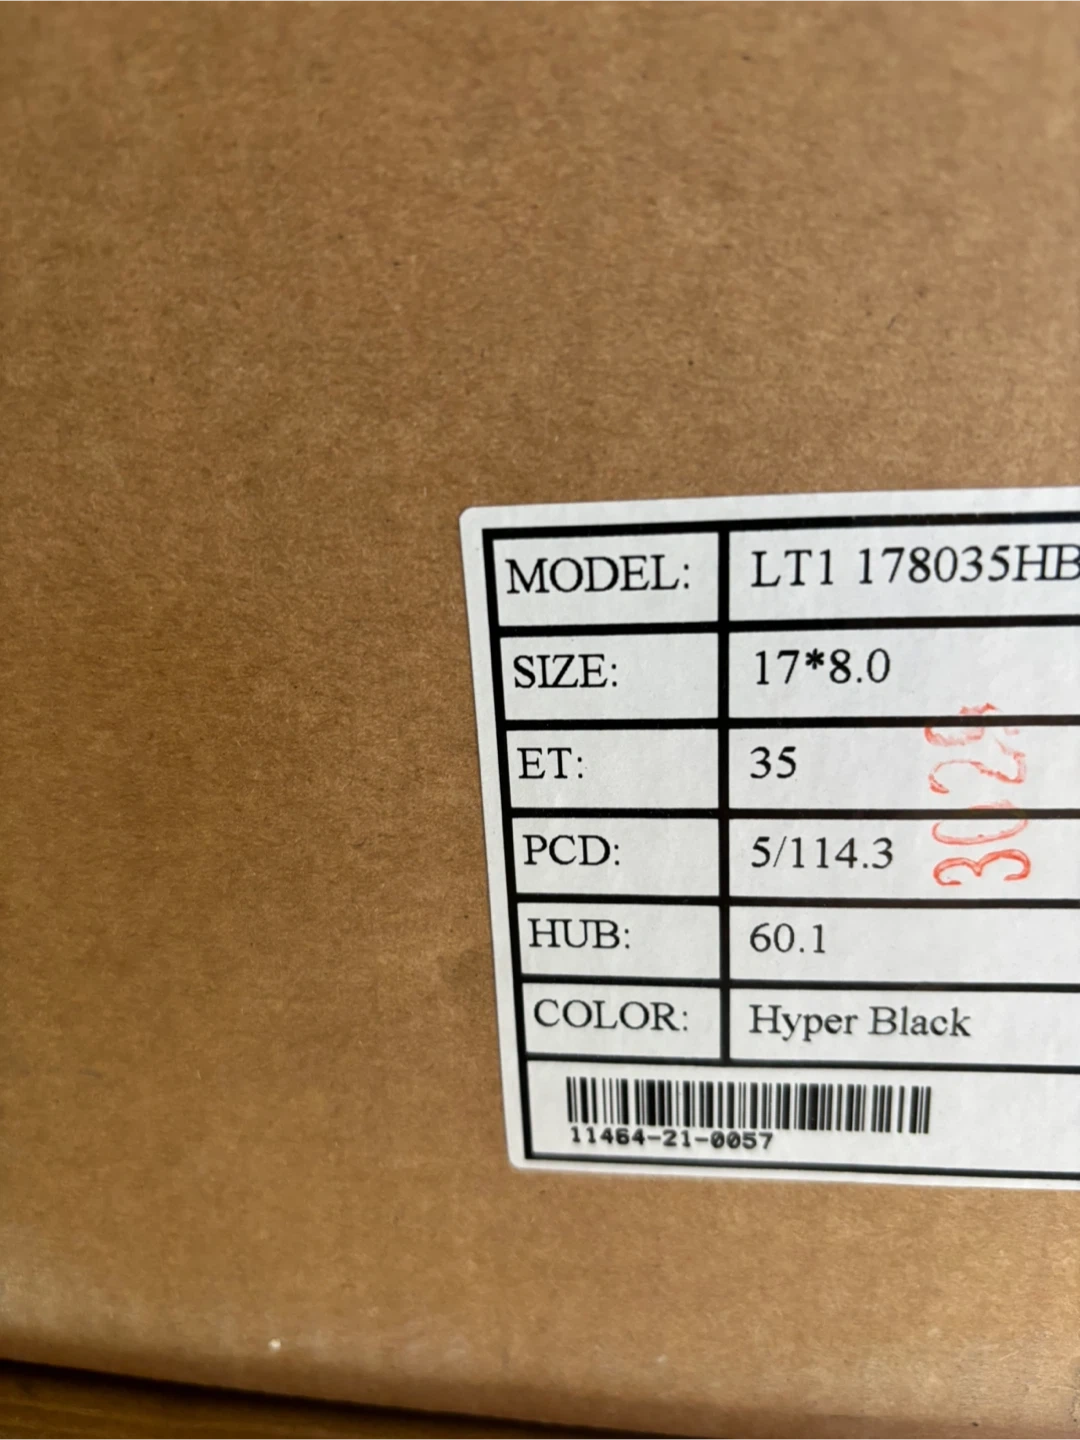 MODEL: LT1 178035HB
SIZE: 17*8.0
ET: 35
PCD: 5/114.3
HUB: 60.1
COLOR: Hyper Black
11464-21-0057